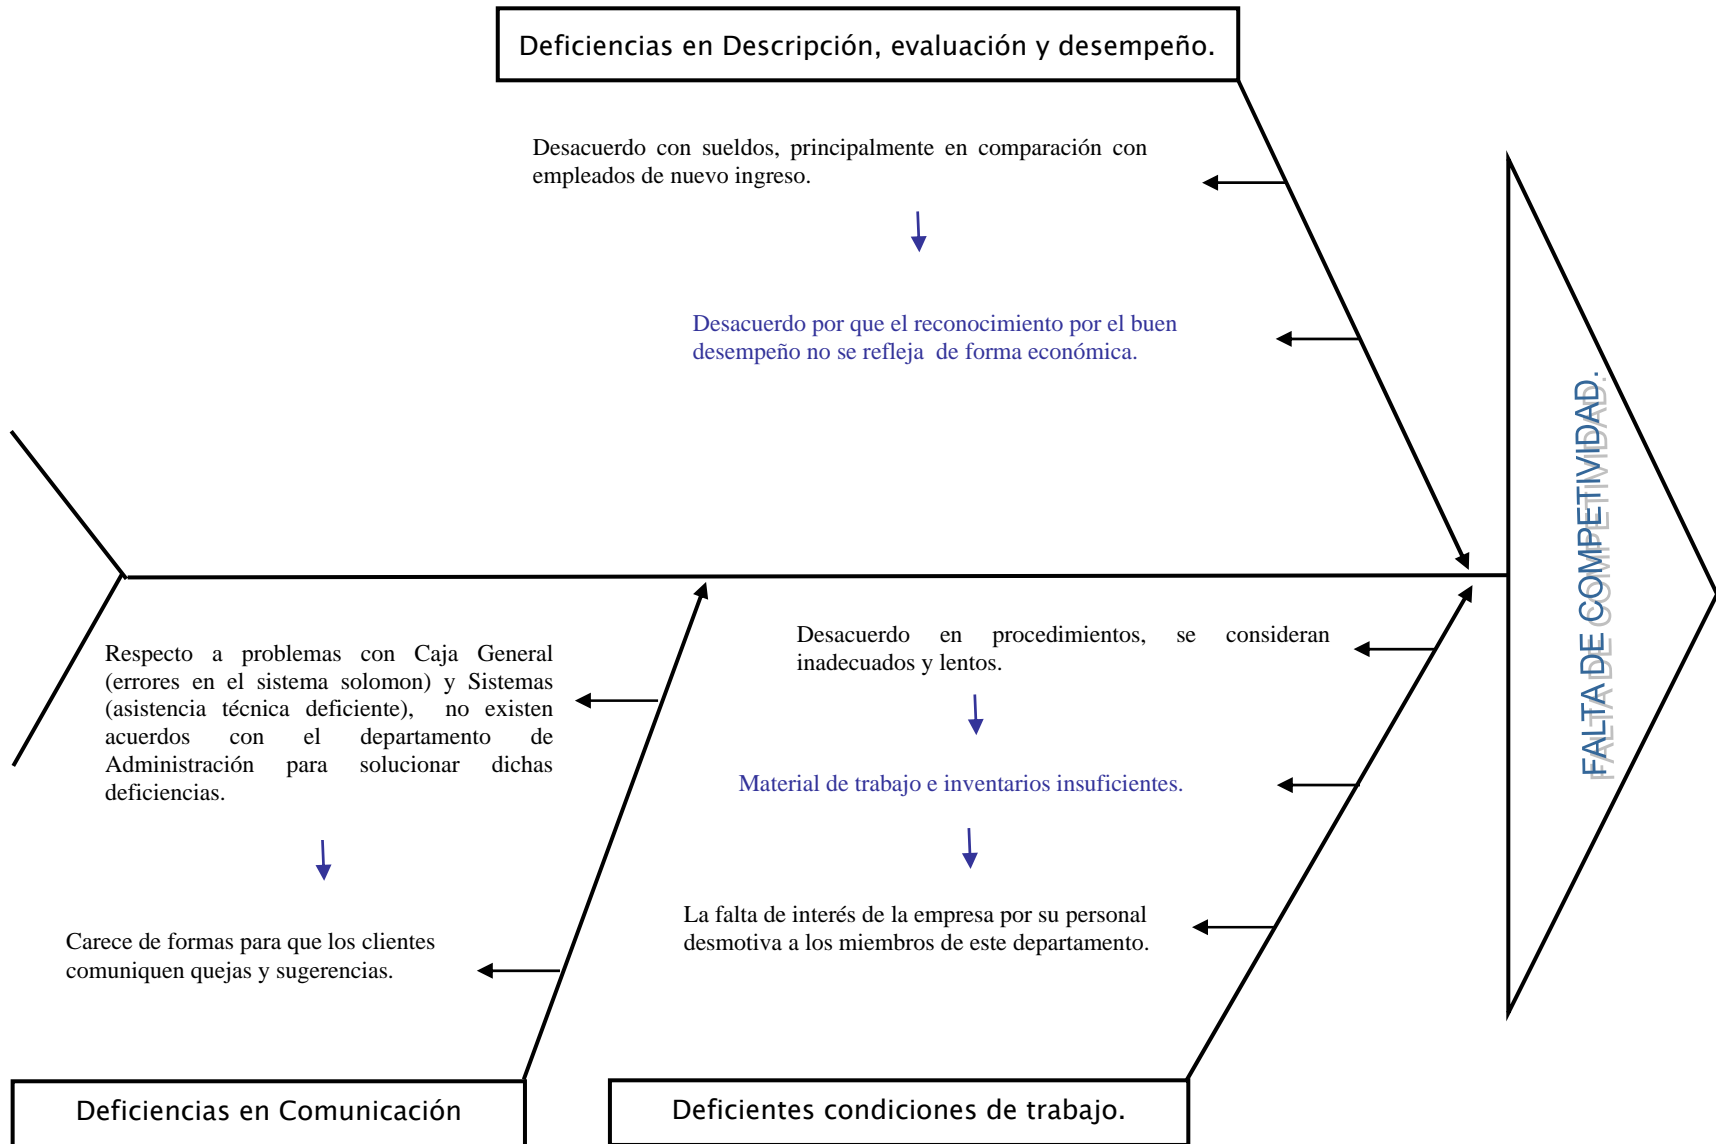 Deficiencias en Descripción, evaluación y desempeño.
Desacuerdo con sueldos, principalmente en comparación con
empleados de nuevo ingreso.
Desacuerdo por que el reconocimiento por el buen
desempeño no se refleja de forma económica.
FALTA DE COMPETIVIDAD.
Respecto a problemas con Caja General
(errores en el sistema solomon) y Sistemas
(asistencia técnica deficiente), no existen
acuerdos con el departamento de
Administración para solucionar dichas
deficiencias.
Carece de formas para que los clientes
comuniquen quejas y sugerencias.
Desacuerdo en procedimientos, se consideran
inadecuados y lentos.
Material de trabajo e inventarios insuficientes.
La falta de interés de la empresa por su personal
desmotiva a los miembros de este departamento.
Deficiencias en Comunicación
Deficientes condiciones de trabajo.